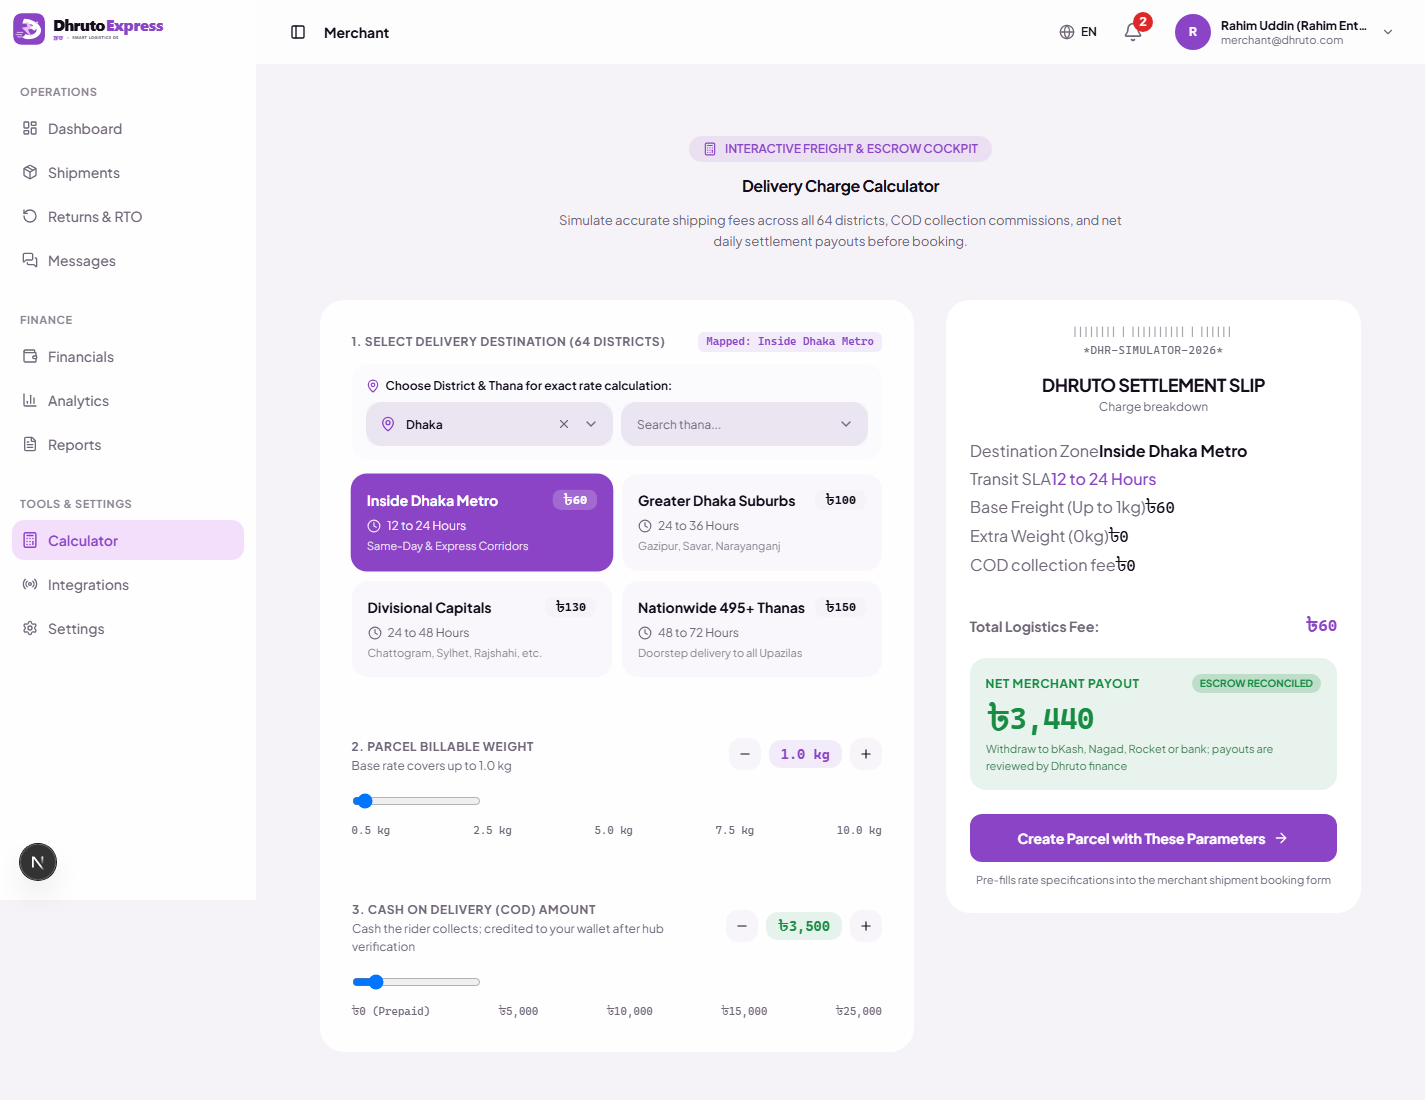 Dhruto Express
SMART LOGISTICS
OPERATIONS
Dashboard
Shipments
Returns & RTO
Messages
FINANCE
Financials
Analytics
Reports
TOOLS & SETTINGS
Calculator
Integrations
Settings
N
Merchant
EN
2
R
Rahim Uddin (Rahim Ent...
merchant@dhruto.com
INTERACTIVE FREIGHT & ESCROW COCKPIT
Delivery Charge Calculator
Simulate accurate shipping fees across all 64 districts, COD collection commissions, and net
daily settlement payouts before booking.
1. SELECT DELIVERY DESTINATION (64 DISTRICTS)
Mapped: Inside Dhaka Metro
Choose District & Thana for exact rate calculation:
Dhaka
Search thana...
Inside Dhaka Metro ৳60
12 to 24 Hours
Same-Day & Express Corridors
Greater Dhaka Suburbs ৳100
24 to 36 Hours
Gazipur, Savar, Narayanganj
Divisional Capitals ৳130
24 to 48 Hours
Chattogram, Sylhet, Rajshahi, etc.
Nationwide 495+ Thanas ৳150
48 to 72 Hours
Doorstep delivery to all Upazilas
2. PARCEL BILLABLE WEIGHT
Base rate covers up to 1.0 kg
− 1.0 kg +
0.5 kg 2.5 kg 5.0 kg 7.5 kg 10.0 kg
3. CASH ON DELIVERY (COD) AMOUNT
Cash the rider collects; credited to your wallet after hub
verification
− ৳3,500 +
৳0 (Prepaid) ৳5,000 ৳10,000 ৳15,000 ৳25,000
|||||||| | |||||||||| | ||||||
*DHR-SIMULATOR-2026*
DHRUTO SETTLEMENT SLIP
Charge breakdown
Destination ZoneInside Dhaka Metro
Transit SLA12 to 24 Hours
Base Freight (Up to 1kg)৳60
Extra Weight (0kg)৳0
COD collection fee৳0
Total Logistics Fee: ৳60
NET MERCHANT PAYOUT
ESCROW RECONCILED
৳3,440
Withdraw to bKash, Nagad, Rocket or bank; payouts are
reviewed by Dhruto finance
Create Parcel with These Parameters →
Pre-fills rate specifications into the merchant shipment booking form